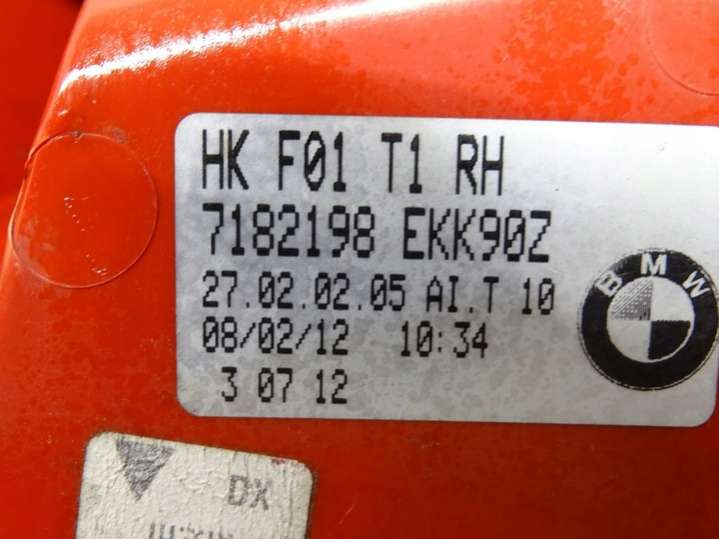 HK F01 T1 RH
7182198 EKK90Z
27.02.02.05 AI.T 10
08/02/12 10:34
3 07 12
BMW
DX